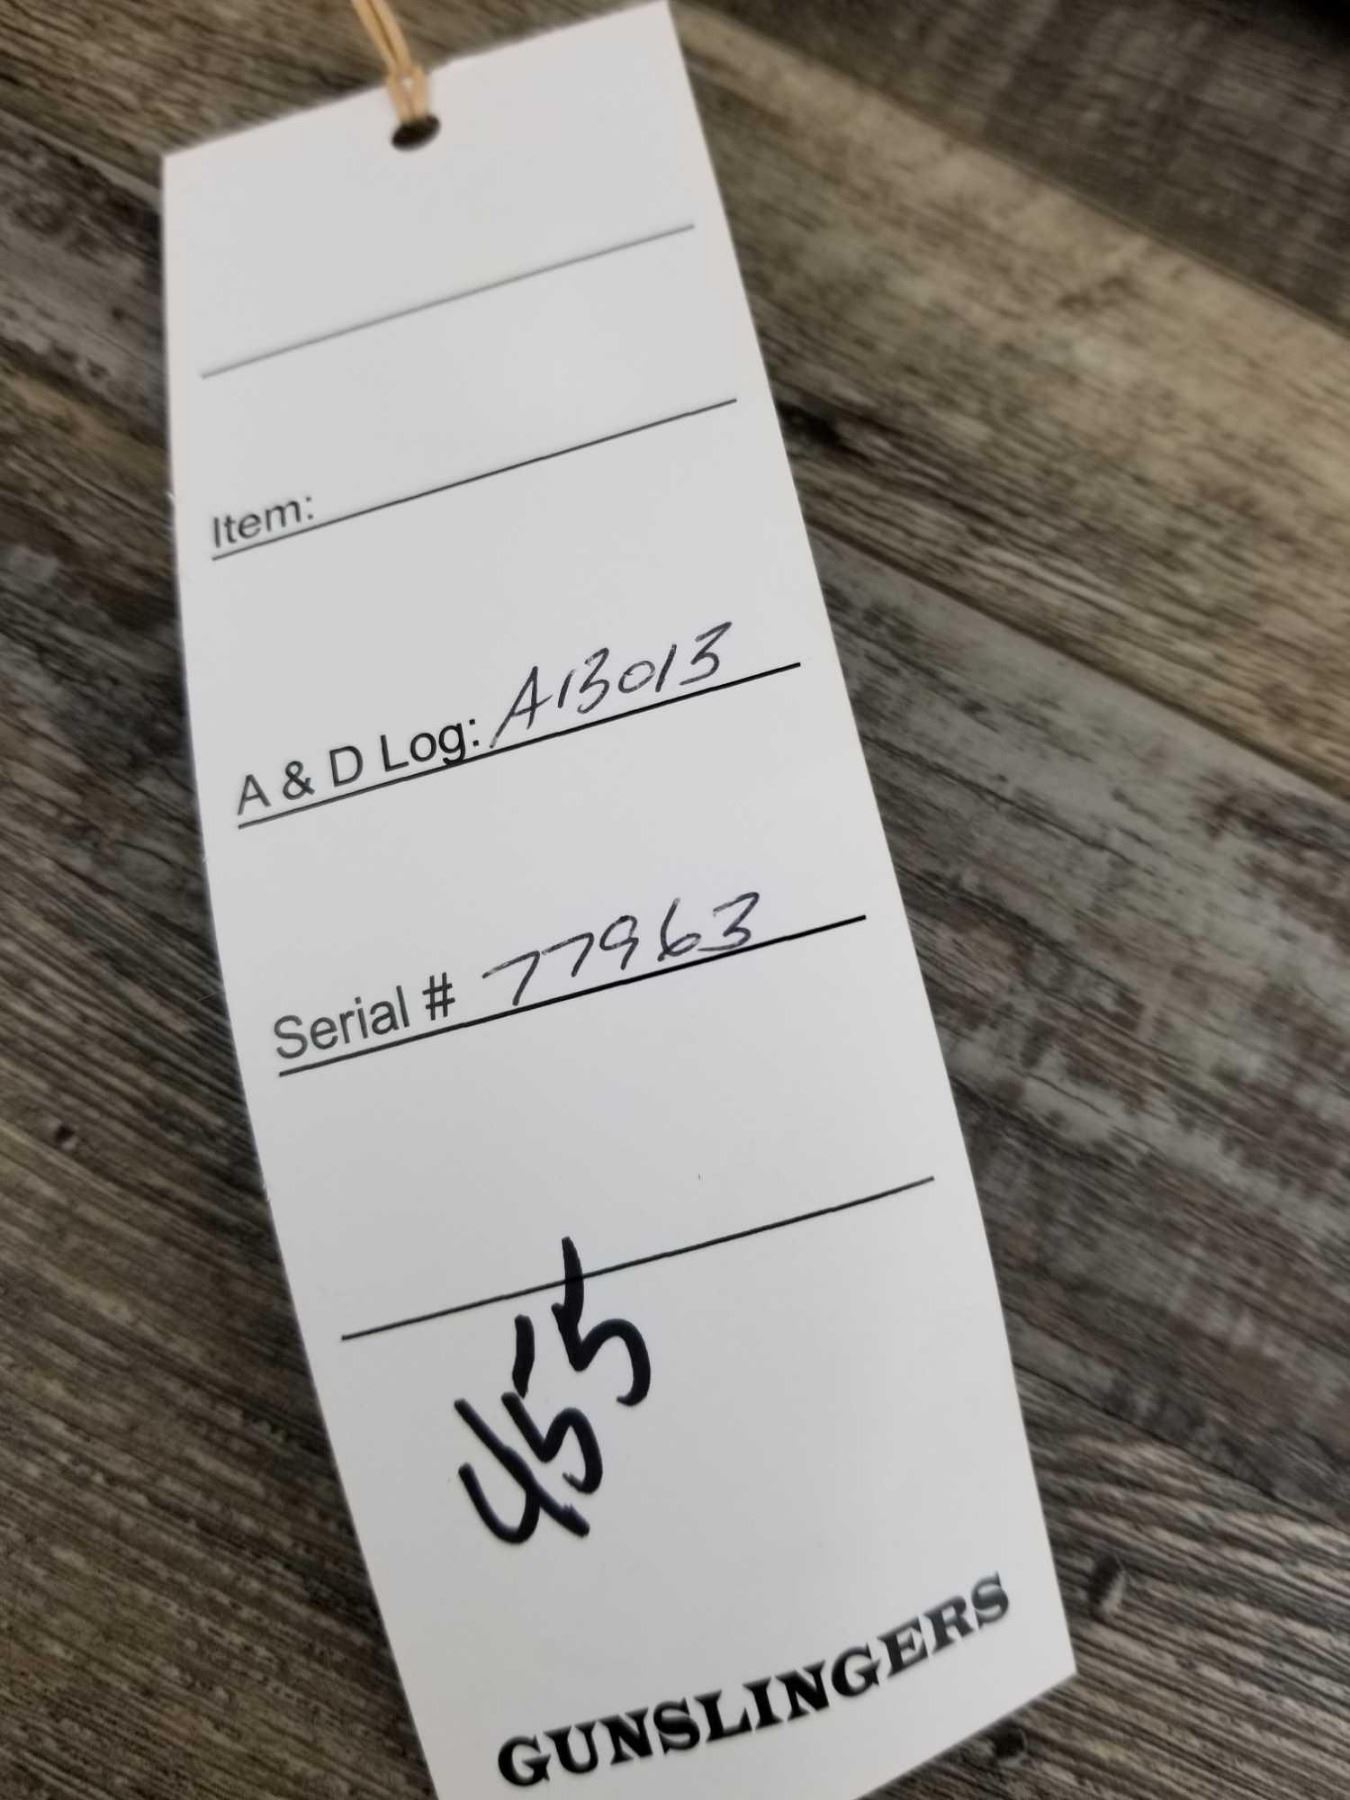 Item:
A & D Log: A13013
Serial # 77963
455
GUNSLINGERS